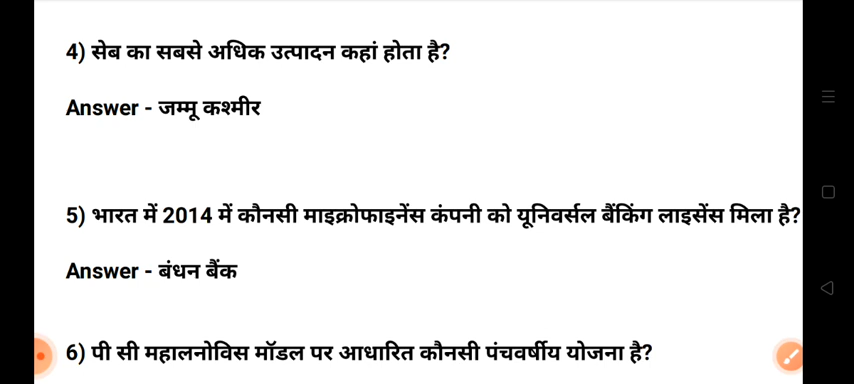 4) सेब का सबसे अधिक उत्पादन कहां होता है?
Answer - जम्मू कश्मीर
5) भारत में 2014 में कौनसी माइक्रोफाइनेंस कंपनी को यूनिवर्सल बैंकिंग लाइसेंस मिला है?
Answer - बंधन बैंक
6) पी सी महालनोविस मॉडल पर आधारित कौनसी पंचवर्षीय योजना है?